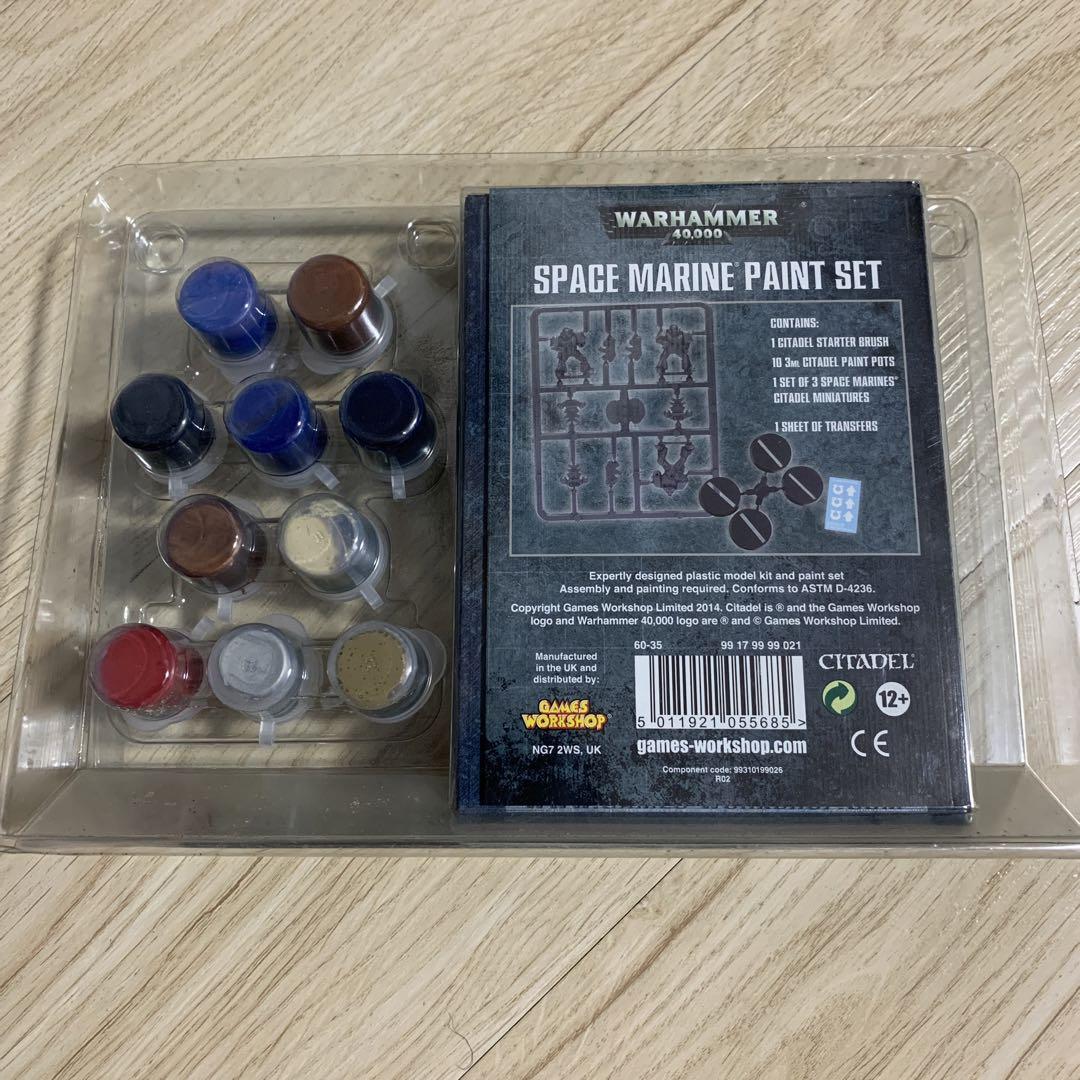 WARHAMMER®
40,000
SPACE MARINE® PAINT SET
CONTAINS:
1 CITADEL STARTER BRUSH
10 3ML CITADEL PAINT POTS
1 SET OF 3 SPACE MARINES®
CITADEL MINIATURES
1 SHEET OF TRANSFERS
Expertly designed plastic model kit and paint set
Assembly and painting required. Conforms to ASTM D-4236.
Copyright Games Workshop Limited 2014. Citadel is ® and the Games Workshop
logo and Warhammer 40,000 logo are ® and © Games Workshop Limited.
Manufactured
in the UK and
distributed by:
GAMES
WORKSHOP
NG7 2WS, UK
60-35 99 17 99 99 021
5 011921 055685 >
games-workshop.com
Component code: 99310199026
R02
CITADEL®
12+
CE